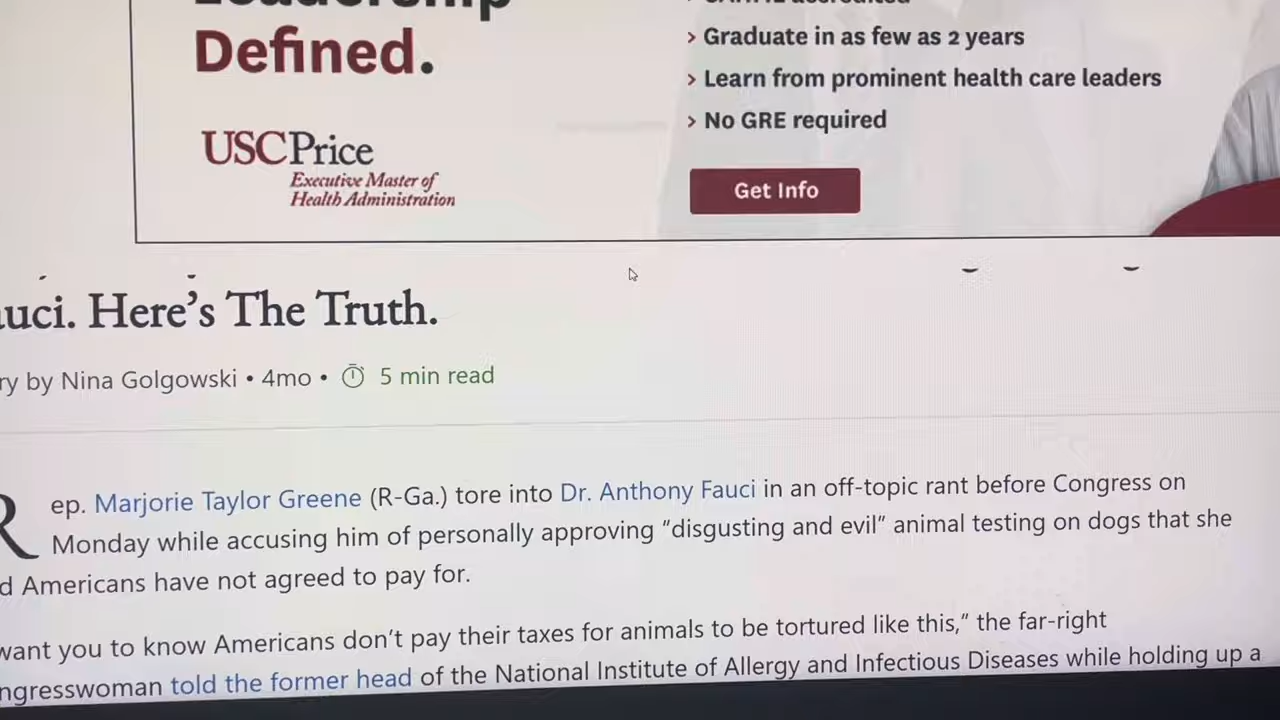 Defined.
› Graduate in as few as 2 years
› Learn from prominent health care leaders
› No GRE required
USCPrice
Executive Master of
Health Administration
Get Info
uci. Here's The Truth.
ry by Nina Golgowski • 4mo • 5 min read
Rep. Marjorie Taylor Greene (R-Ga.) tore into Dr. Anthony Fauci in an off-topic rant before Congress on
Monday while accusing him of personally approving “disgusting and evil” animal testing on dogs that she
d Americans have not agreed to pay for.
want you to know Americans don’t pay their taxes for animals to be tortured like this,” the far-right
ngresswoman told the former head of the National Institute of Allergy and Infectious Diseases while holding up a